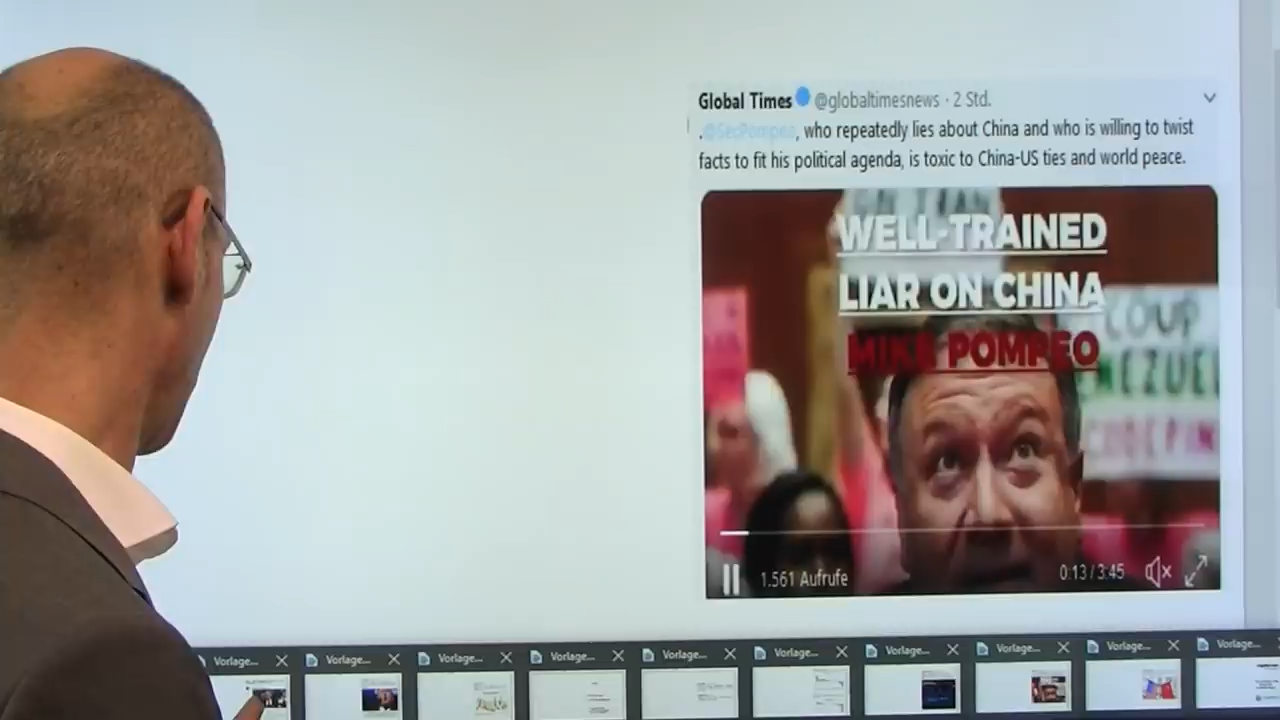 Global Times @globaltimesnews · 2 Std.
.@SecPompeo, who repeatedly lies about China and who is willing to twist
facts to fit his political agenda, is toxic to China-US ties and world peace.
WELL-TRAINED
LIAR ON CHINA
MIKE POMPEO
COUP
CODEPIN
1.561 Aufrufe
0:13 / 3:45
Vorlage...
Vorlage...
Vorlage...
Vorlage...
Vorlage...
Vorlage...
Vorlage...
Vorlage...
Vorlage...
Vorlage...